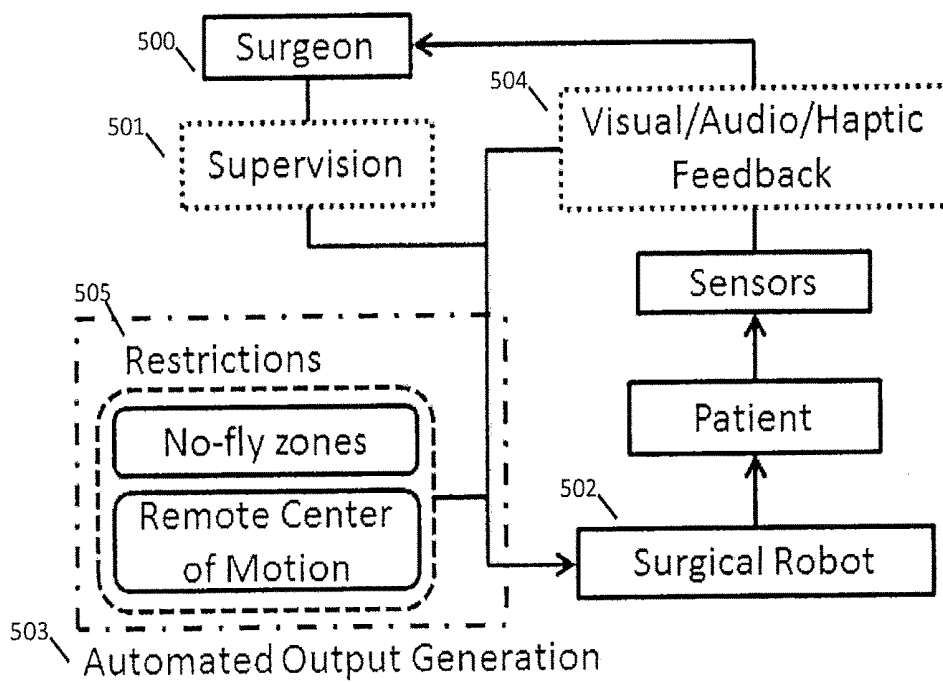 500
Surgeon
504
Visual/Audio/Haptic
Feedback
501
Supervision
Sensors
505
Restrictions
No-fly zones
Patient
Remote Center
of Motion
502
Surgical Robot
503
Automated Output Generation